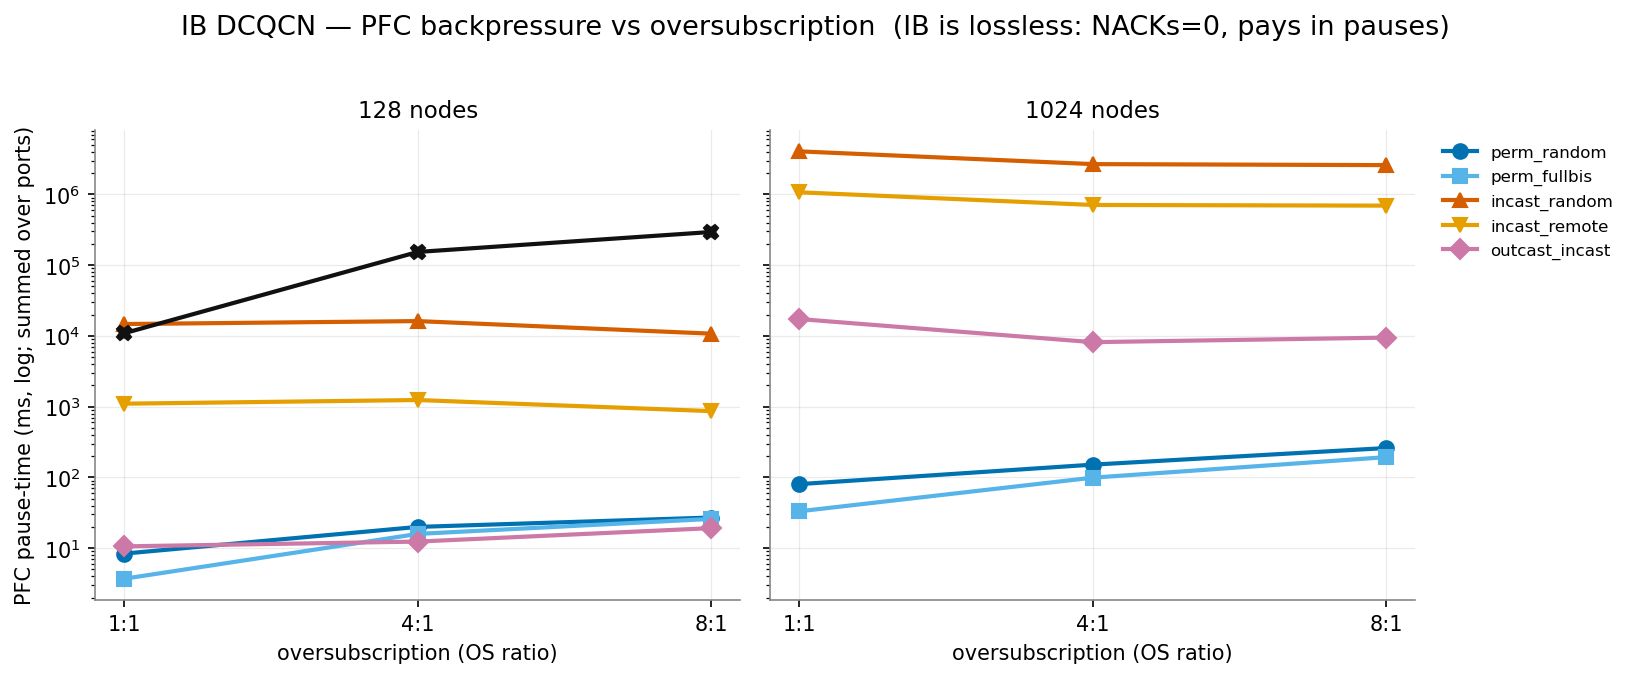 IB DCQCN — PFC backpressure vs oversubscription  (IB is lossless: NACKs=0, pays in pauses)
128 nodes
1024 nodes
PFC pause-time (ms, log; summed over ports)
10⁶
10⁵
10⁴
10³
10²
10¹
1:1
4:1
8:1
1:1
4:1
8:1
oversubscription (OS ratio)
oversubscription (OS ratio)
perm_random
perm_fullbis
incast_random
incast_remote
outcast_incast